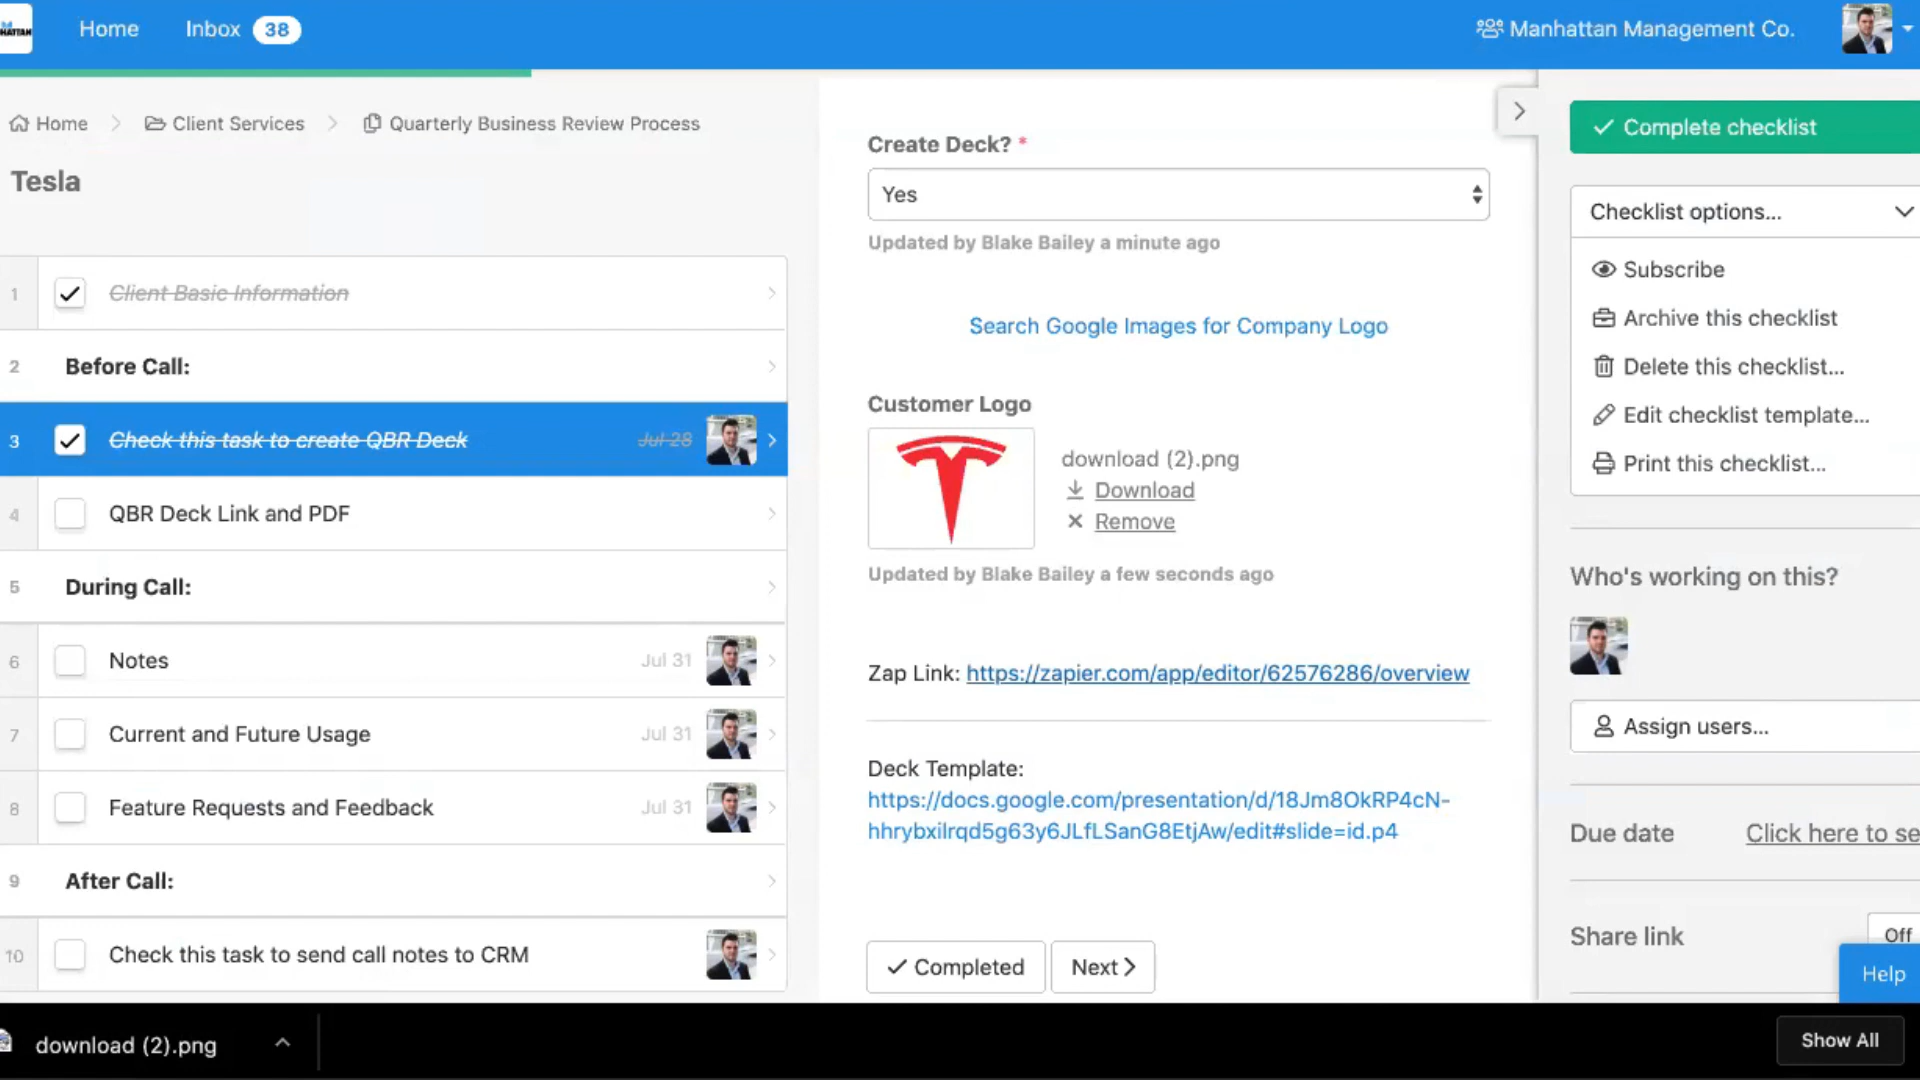 Home
Inbox 38
Manhattan Management Co.
Home
Client Services
Quarterly Business Review Process
Tesla
1 Client Basic Information
2 Before Call:
3 Check this task to create QBR Deck Jul 28
4 QBR Deck Link and PDF
5 During Call:
6 Notes Jul 31
7 Current and Future Usage Jul 31
8 Feature Requests and Feedback Jul 31
9 After Call:
10 Check this task to send call notes to CRM
Create Deck? *
Yes
Updated by Blake Bailey a minute ago
Search Google Images for Company Logo
Customer Logo
download (2).png
Download
Remove
Updated by Blake Bailey a few seconds ago
Zap Link: https://zapier.com/app/editor/62576286/overview
Deck Template:
https://docs.google.com/presentation/d/18Jm8OkRP4cN-
hhrybxilrqd5g63y6JLfLSanG8EtjAw/edit#slide=id.p4
Completed
Next
Complete checklist
Checklist options...
Subscribe
Archive this checklist
Delete this checklist...
Edit checklist template...
Print this checklist...
Who's working on this?
Assign users...
Due date Click here to se
Share link Off
Help
download (2).png
Show All